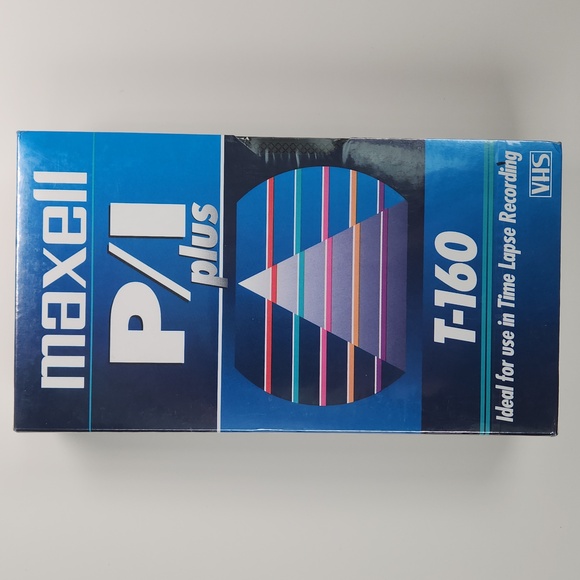 maxell
P/I
plus
T-160
Ideal for use in Time Lapse Recording
VHS